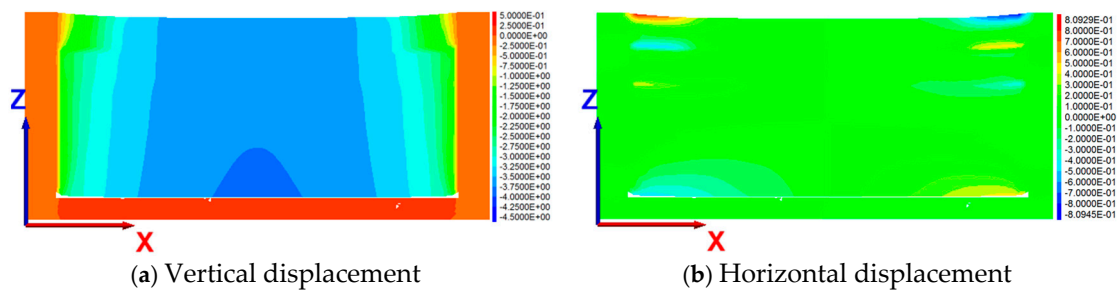 5.0000E-01
2.5000E-01
0.0000E+00
-2.5000E-01
-5.0000E-01
-7.5000E-01
-1.0000E+00
-1.2500E+00
-1.5000E+00
-1.7500E+00
-2.0000E+00
-2.2500E+00
-2.5000E+00
-2.7500E+00
-3.0000E+00
-3.2500E+00
-3.5000E+00
-3.7500E+00
-4.0000E+00
-4.2500E+00
-4.5000E+00
Z
X
(a) Vertical displacement
8.0929E-01
8.0000E-01
7.0000E-01
6.0000E-01
5.0000E-01
4.0000E-01
3.0000E-01
2.0000E-01
1.0000E-01
0.0000E+00
-1.0000E-01
-2.0000E-01
-3.0000E-01
-4.0000E-01
-5.0000E-01
-6.0000E-01
-7.0000E-01
-8.0000E-01
-8.0945E-01
Z
X
(b) Horizontal displacement